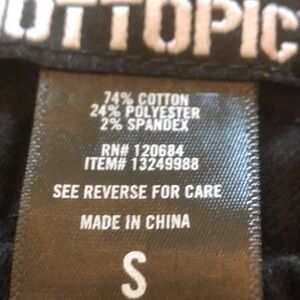 OTTOPIC
74% COTTON
24% POLYESTER
2% SPANDEX
RN# 120684
ITEM# 13249988
SEE REVERSE FOR CARE
MADE IN CHINA
S